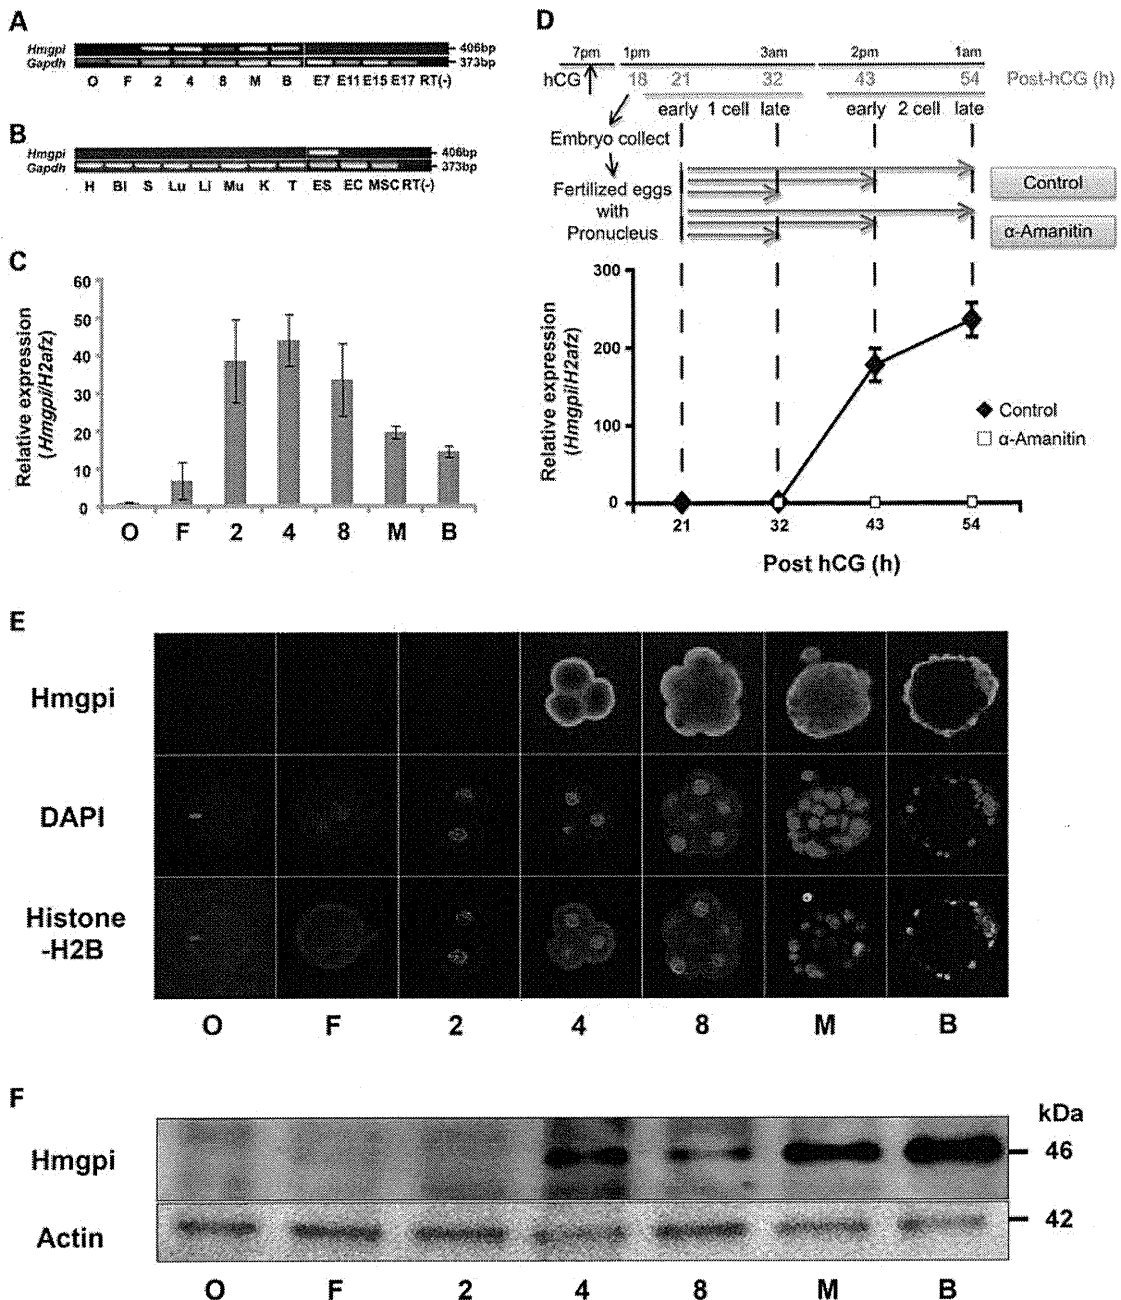 A
Hmgpi 406bp
Gapdh 373bp
O F 2 4 8 M B E7 E11 E15 E17 RT(-)
B
Hmgpi 406bp
Gapdh 373bp
H Bl S Lu Li Mu K T ES EC MSC RT(-)
C
Relative expression
(Hmgpi/H2afz)
60
50
40
30
20
10
0
O F 2 4 8 M B
D
7pm 1pm 3am 2pm 1am
hCG 18 21 32 43 54 Post-hCG (h)
early 1 cell late early 2 cell late
Embryo collect
Fertilized eggs
with
Pronucleus
Control
α-Amanitin
Relative expression
(Hmgpi/H2afz)
300
200
100
0
Control
α-Amanitin
21 32 43 54
Post hCG (h)
E
Hmgpi
DAPI
Histone
-H2B
O F 2 4 8 M B
F
kDa
Hmgpi 46
Actin 42
O F 2 4 8 M B